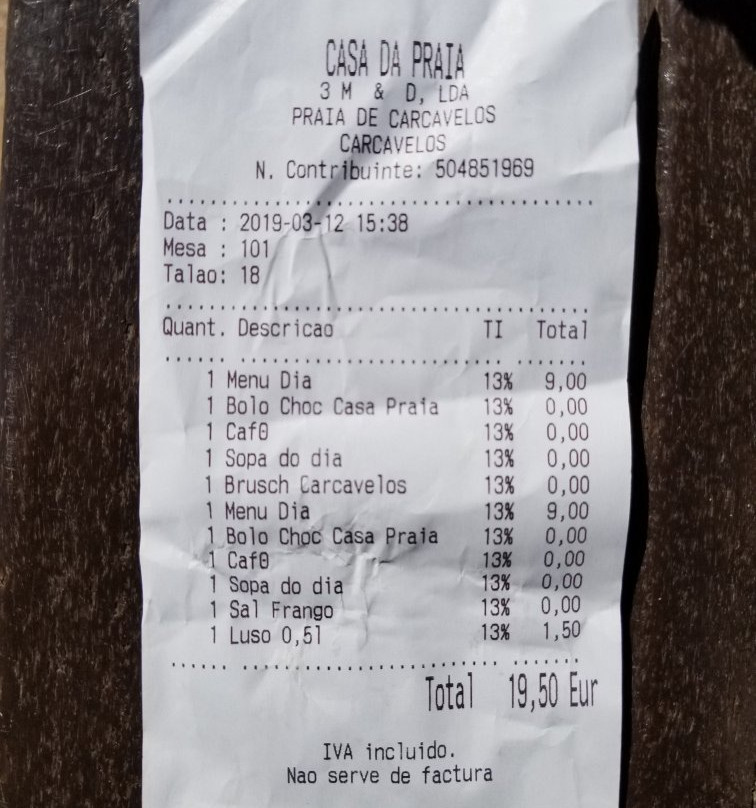 CASA DA PRAIA
3 M & D, LDA
PRAIA DE CARCAVELOS
CARCAVELOS
N. Contribuinte: 504851969
Data : 2019-03-12 15:38
Mesa : 101
Talao: 18
Quant. Descricao TI Total
1 Menu Dia 13% 9,00
1 Bolo Choc Casa Praia 13% 0,00
1 Caf0 13% 0,00
1 Sopa do dia 13% 0,00
1 Brusch Carcavelos 13% 0,00
1 Menu Dia 13% 9,00
1 Bolo Choc Casa Praia 13% 0,00
1 Caf0 13% 0,00
1 Sopa do dia 13% 0,00
1 Sal Frango 13% 0,00
1 Luso 0,5l 13% 1,50
Total 19,50 Eur
IVA incluido.
Nao serve de factura